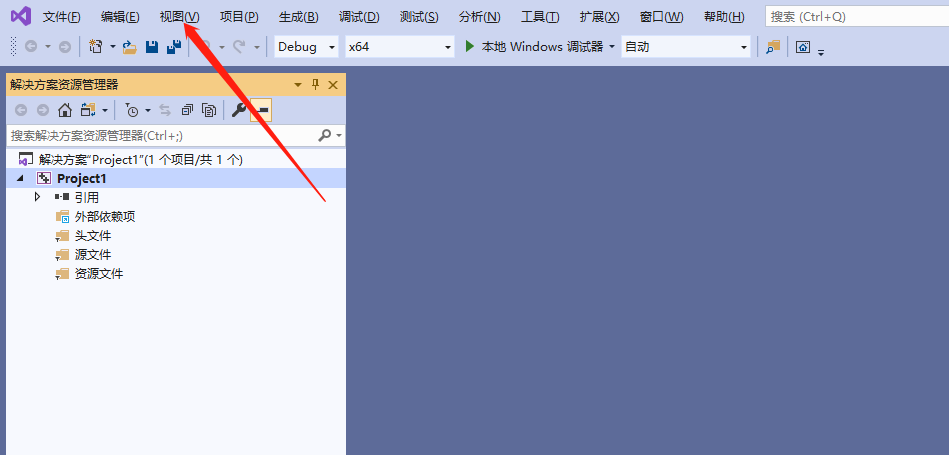 文件(F) 编辑(E) 视图(V) 项目(P) 生成(B) 调试(D) 测试(S) 分析(N) 工具(T) 扩展(X) 窗口(W) 帮助(H) 搜索 (Ctrl+Q)
Debug x64 本地 Windows 调试器 自动
解决方案资源管理器
搜索解决方案资源管理器(Ctrl+;)
解决方案"Project1"(1 个项目/共 1 个)
Project1
引用
外部依赖项
头文件
源文件
资源文件